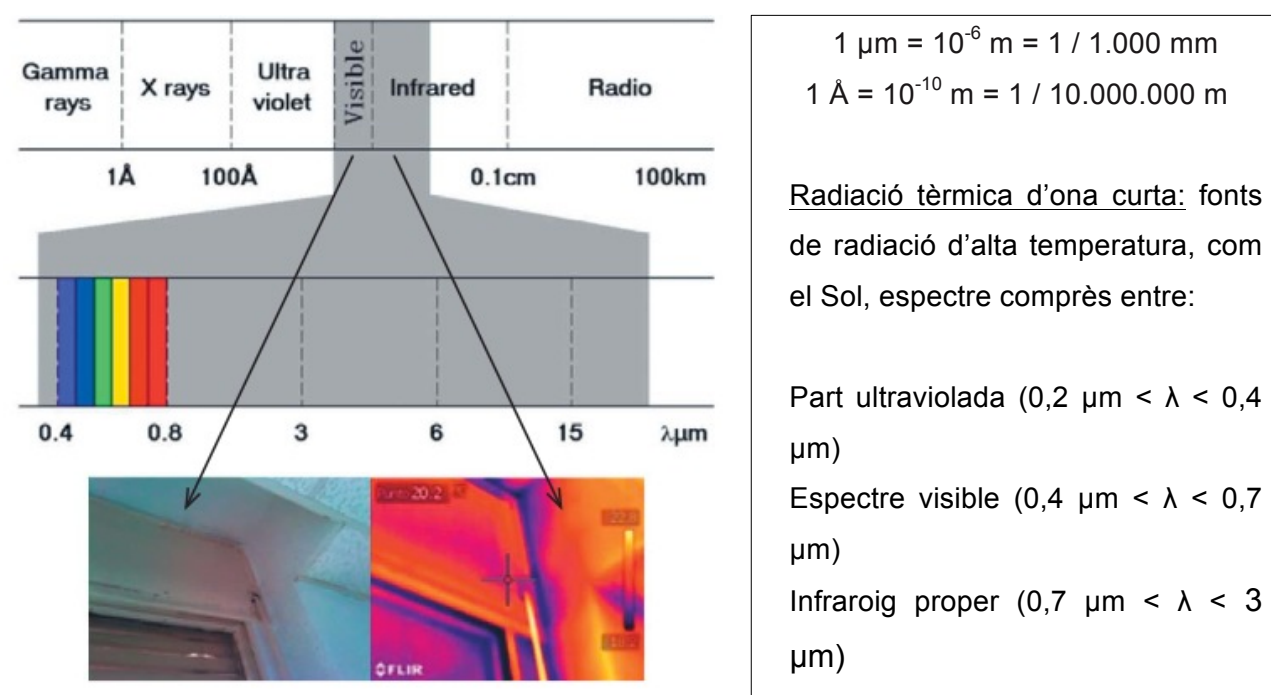 Gamma
rays
X rays
Ultra
violet
Visible
Infrared
Radio
1Å
100Å
0.1cm
100km
0.4
0.8
3
6
15
λµm
Punto 20.2
FLIR
1 µm = 10⁻⁶ m = 1 / 1.000 mm
1 Å = 10⁻¹⁰ m = 1 / 10.000.000 m
Radiació tèrmica d’ona curta: fonts
de radiació d’alta temperatura, com
el Sol, espectre comprès entre:
Part ultraviolada (0,2 µm < λ < 0,4
µm)
Espectre visible (0,4 µm < λ < 0,7
µm)
Infraroig proper (0,7 µm < λ < 3
µm)